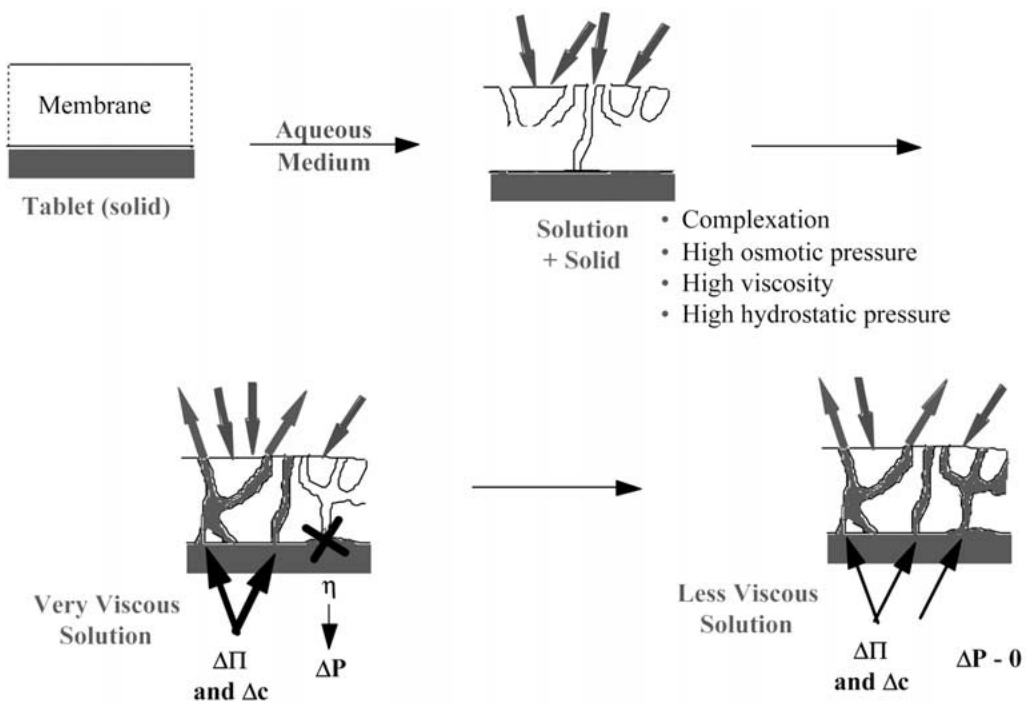 Membrane
Tablet (solid)
Aqueous
Medium
Solution
+ Solid
• Complexation
• High osmotic pressure
• High viscosity
• High hydrostatic pressure
Very Viscous
Solution
ΔΠ
and Δc
η
ΔP
Less Viscous
Solution
ΔΠ
and Δc
ΔP - 0